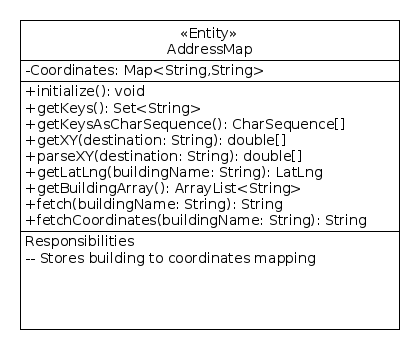 «Entity»
AddressMap
-Coordinates: Map<String,String>
+initialize(): void
+getKeys(): Set<String>
+getKeysAsCharSequence(): CharSequence[]
+getXY(destination: String): double[]
+parseXY(destination: String): double[]
+getLatLng(buildingName: String): LatLng
+getBuildingArray(): ArrayList<String>
+fetch(buildingName: String): String
+fetchCoordinates(buildingName: String): String
Responsibilities
-- Stores building to coordinates mapping